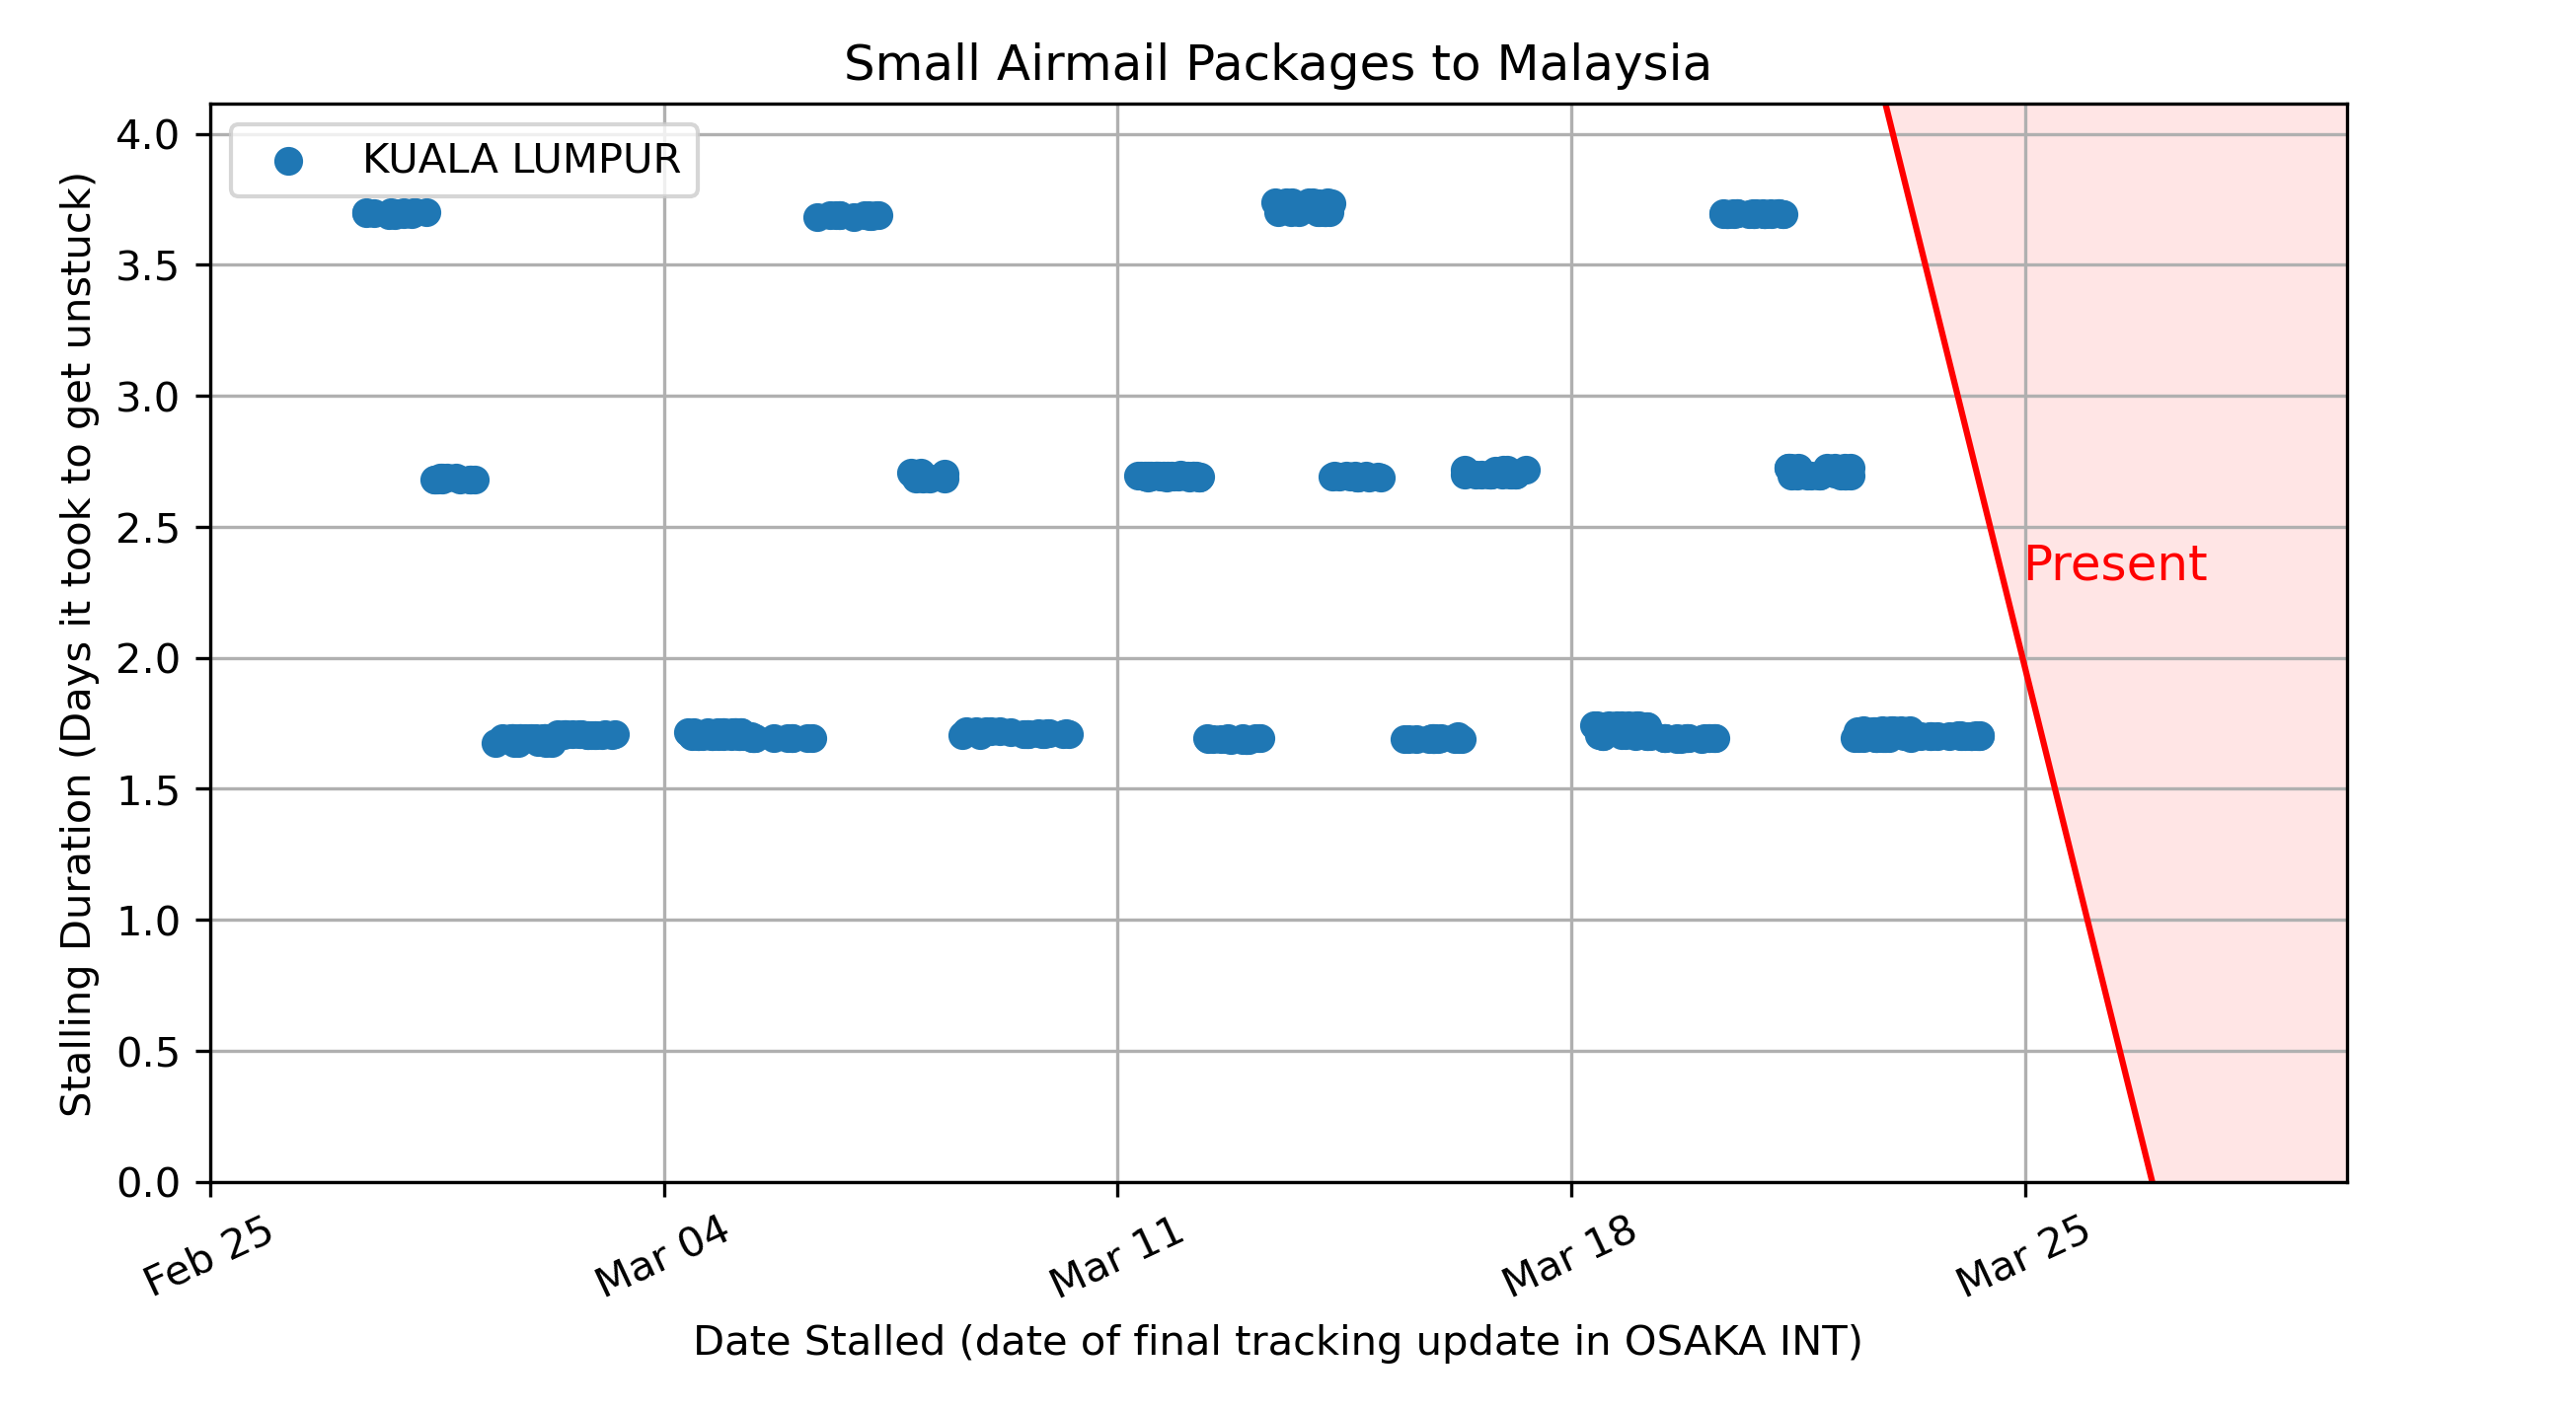 Small Airmail Packages to Malaysia
KUALA LUMPUR
Stalling Duration (Days it took to get unstuck)
4.0
3.5
3.0
2.5
2.0
1.5
1.0
0.5
0.0
Present
Feb 25
Mar 04
Mar 11
Mar 18
Mar 25
Date Stalled (date of final tracking update in OSAKA INT)